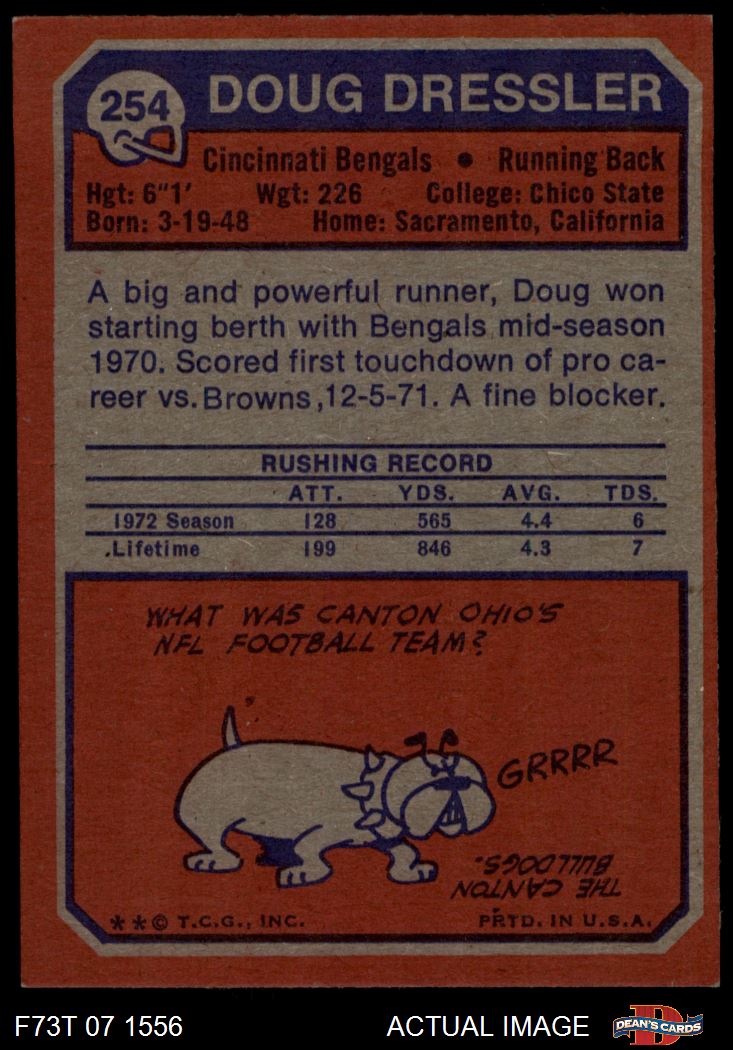 254 DOUG DRESSLER
Cincinnati Bengals • Running Back
Hgt: 6"1' Wgt: 226 College: Chico State
Born: 3-19-48 Home: Sacramento, California
A big and powerful runner, Doug won
starting berth with Bengals mid-season
1970. Scored first touchdown of pro ca-
reer vs. Browns, 12-5-71. A fine blocker.
RUSHING RECORD
ATT. YDS. AVG. TDS.
1972 Season 128 565 4.4 6
Lifetime 199 846 4.3 7
WHAT WAS CANTON OHIO'S
NFL FOOTBALL TEAM?
GRRRR
THE CANTON
BULLDOGS.
**© T.C.G., INC. PRTD. IN U.S.A.
F73T 07 1556 ACTUAL IMAGE D DEAN'S CARDS